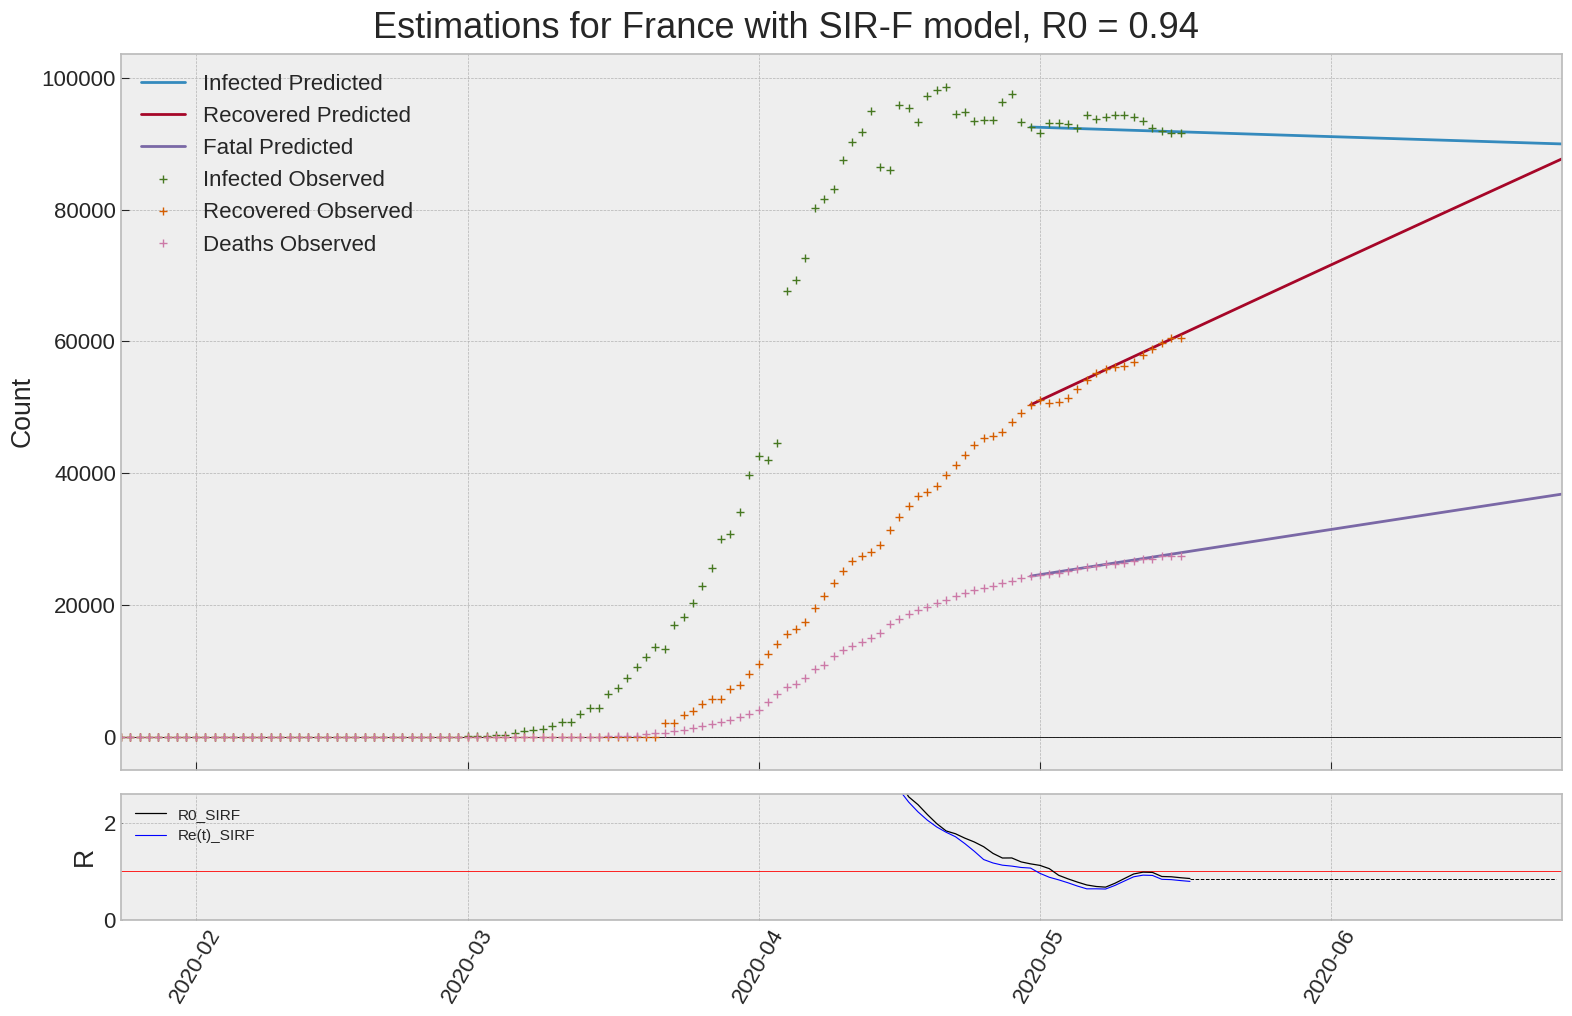 Estimations for France with SIR-F model, R0 = 0.94
100000
80000
60000
40000
20000
0
Count
Infected Predicted
Recovered Predicted
Fatal Predicted
Infected Observed
Recovered Observed
Deaths Observed
2
0
R
R0_SIRF
Re(t)_SIRF
2020-02
2020-03
2020-04
2020-05
2020-06